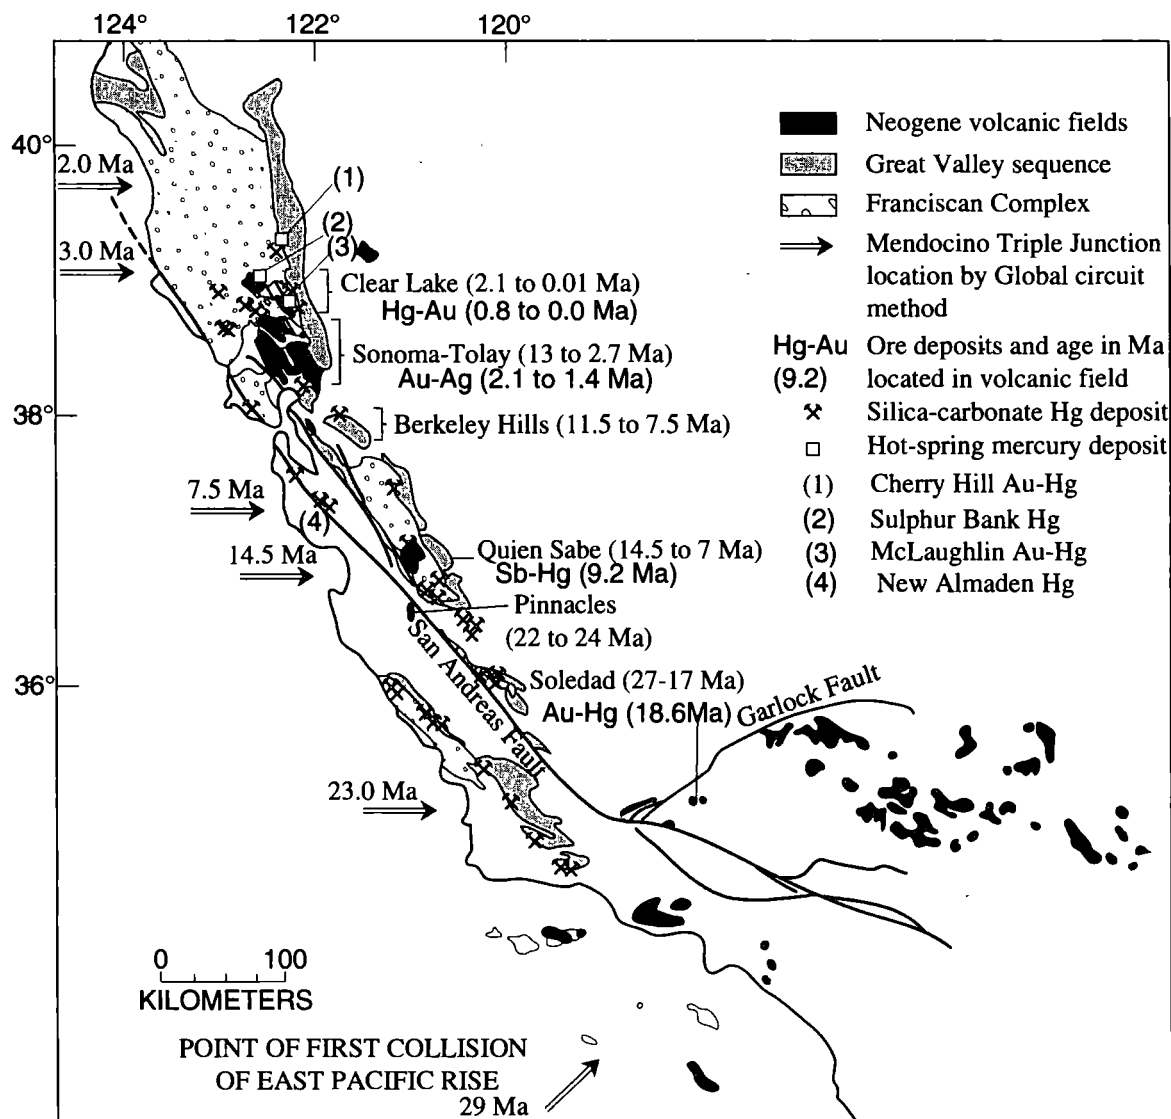 124° 122° 120°
40°
2.0 Ma
3.0 Ma
(1)
(2)
(3)
Clear Lake (2.1 to 0.01 Ma)
Hg-Au (0.8 to 0.0 Ma)
Sonoma-Tolay (13 to 2.7 Ma)
Au-Ag (2.1 to 1.4 Ma)
38°
Berkeley Hills (11.5 to 7.5 Ma)
7.5 Ma
(4)
14.5 Ma
Quien Sabe (14.5 to 7 Ma)
Sb-Hg (9.2 Ma)
Pinnacles
(22 to 24 Ma)
36°
San Andreas Fault
Soledad (27-17 Ma)
Au-Hg (18.6Ma)
Garlock Fault
23.0 Ma
0 100
KILOMETERS
POINT OF FIRST COLLISION
OF EAST PACIFIC RISE
29 Ma
Neogene volcanic fields
Great Valley sequence
Franciscan Complex
Mendocino Triple Junction
location by Global circuit
method
Hg-Au Ore deposits and age in Ma
(9.2) located in volcanic field
Silica-carbonate Hg deposit
Hot-spring mercury deposit
(1) Cherry Hill Au-Hg
(2) Sulphur Bank Hg
(3) McLaughlin Au-Hg
(4) New Almaden Hg